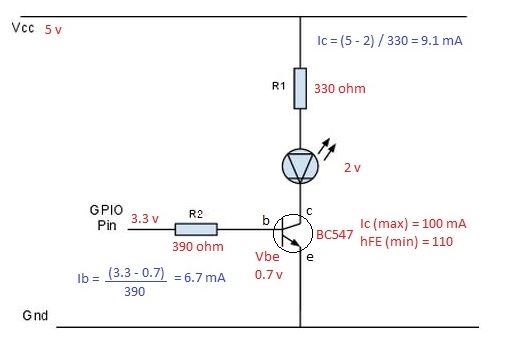 Vcc 5 v
Ic = (5 - 2) / 330 = 9.1 mA
R1 330 ohm
2 v
GPIO
Pin
3.3 v
R2
390 ohm
b
c
e
BC547
Ic (max) = 100 mA
hFE (min) = 110
Vbe
0.7 v
Ib = (3.3 - 0.7)
390
= 6.7 mA
Gnd